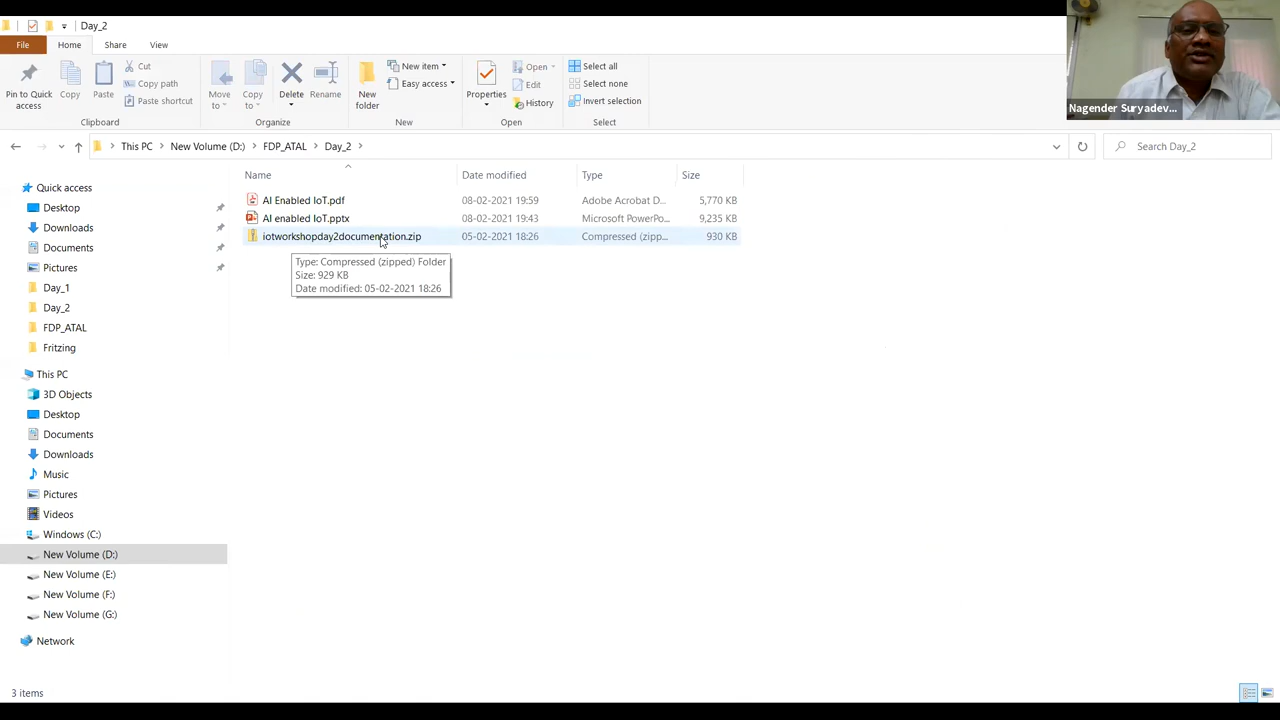 Day_2
File Home Share View
Pin to Quick access
Copy
Paste
Cut
Copy path
Paste shortcut
Clipboard
Move to
Copy to
Delete
Rename
Organize
New folder
New item
Easy access
New
Properties
Open
Edit
History
Open
Select all
Select none
Invert selection
Select
Nagender Suryadev...
This PC New Volume (D:) FDP_ATAL Day_2
Search Day_2
Name Date modified Type Size
AI Enabled IoT.pdf 08-02-2021 19:59 Adobe Acrobat D... 5,770 KB
AI enabled IoT.pptx 08-02-2021 19:43 Microsoft PowerPo... 9,235 KB
iotworkshopday2documentation.zip 05-02-2021 18:26 Compressed (zipp... 930 KB
Type: Compressed (zipped) Folder
Size: 929 KB
Date modified: 05-02-2021 18:26
Quick access
Desktop
Downloads
Documents
Pictures
Day_1
Day_2
FDP_ATAL
Fritzing
This PC
3D Objects
Desktop
Documents
Downloads
Music
Pictures
Videos
Windows (C:)
New Volume (D:)
New Volume (E:)
New Volume (F:)
New Volume (G:)
Network
3 items